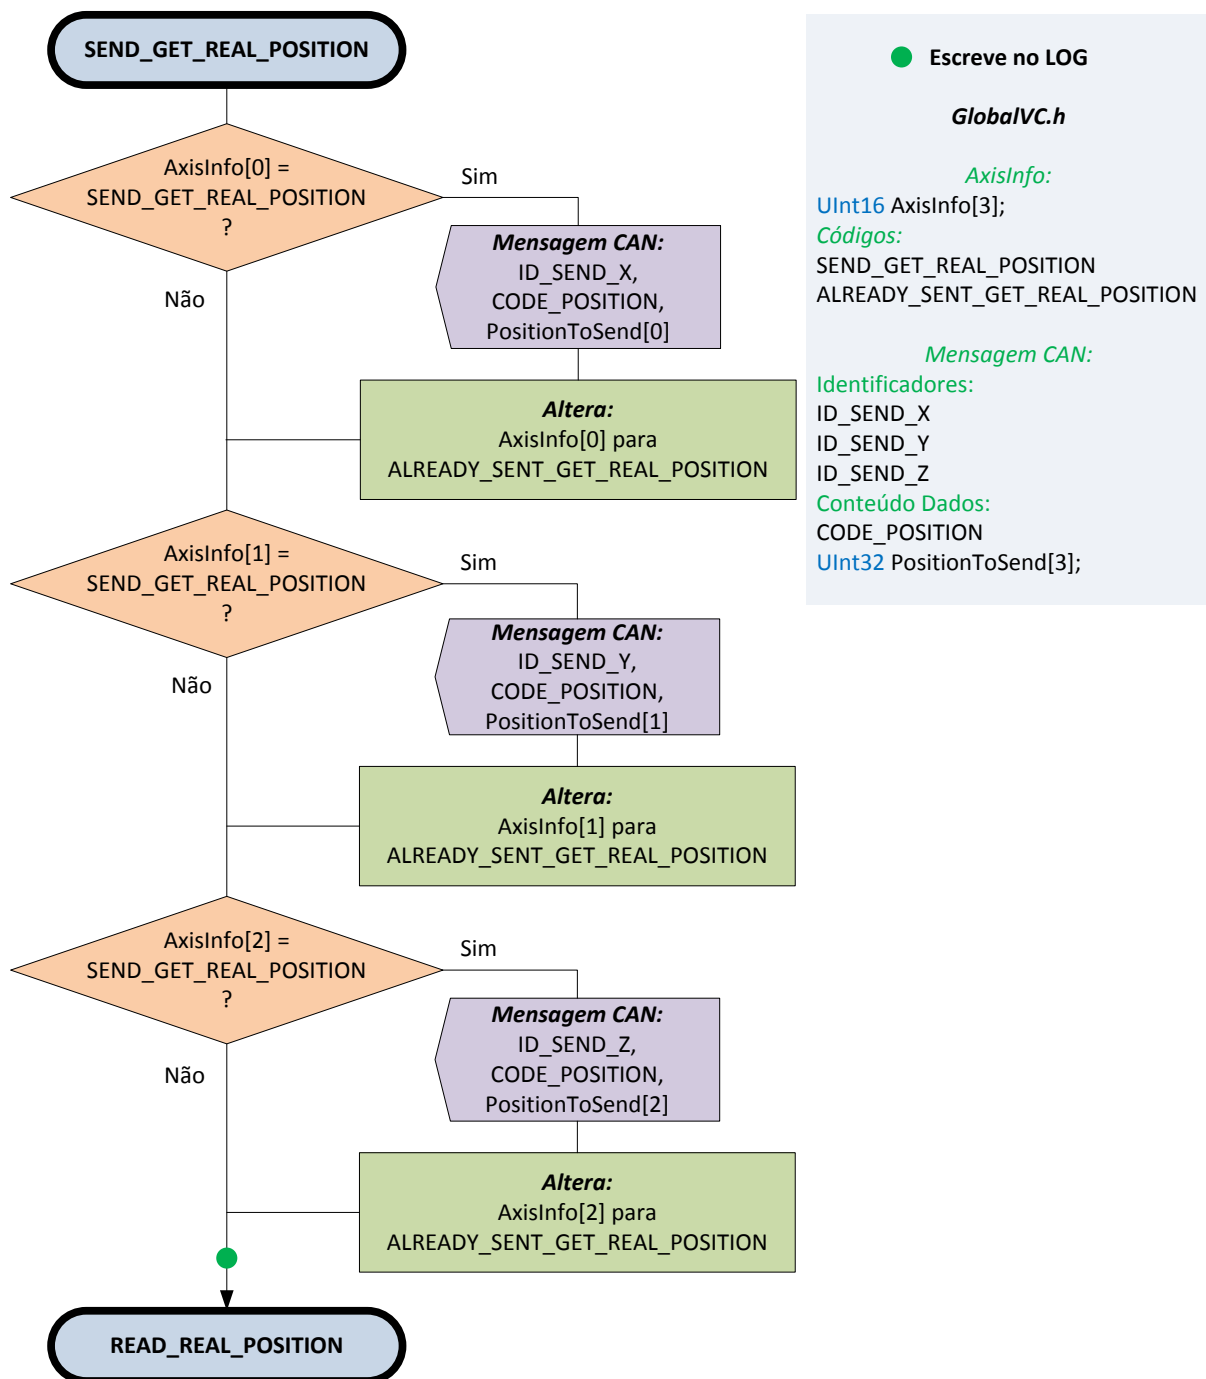 SEND_GET_REAL_POSITION
AxisInfo[0] =
SEND_GET_REAL_POSITION
?
Sim
Não
Mensagem CAN:
ID_SEND_X,
CODE_POSITION,
PositionToSend[0]
Altera:
AxisInfo[0] para
ALREADY_SENT_GET_REAL_POSITION
AxisInfo[1] =
SEND_GET_REAL_POSITION
?
Sim
Não
Mensagem CAN:
ID_SEND_Y,
CODE_POSITION,
PositionToSend[1]
Altera:
AxisInfo[1] para
ALREADY_SENT_GET_REAL_POSITION
AxisInfo[2] =
SEND_GET_REAL_POSITION
?
Sim
Não
Mensagem CAN:
ID_SEND_Z,
CODE_POSITION,
PositionToSend[2]
Altera:
AxisInfo[2] para
ALREADY_SENT_GET_REAL_POSITION
READ_REAL_POSITION
Escreve no LOG
GlobalVC.h
AxisInfo:
UInt16 AxisInfo[3];
Códigos:
SEND_GET_REAL_POSITION
ALREADY_SENT_GET_REAL_POSITION
Mensagem CAN:
Identificadores:
ID_SEND_X
ID_SEND_Y
ID_SEND_Z
Conteúdo Dados:
CODE_POSITION
UInt32 PositionToSend[3];